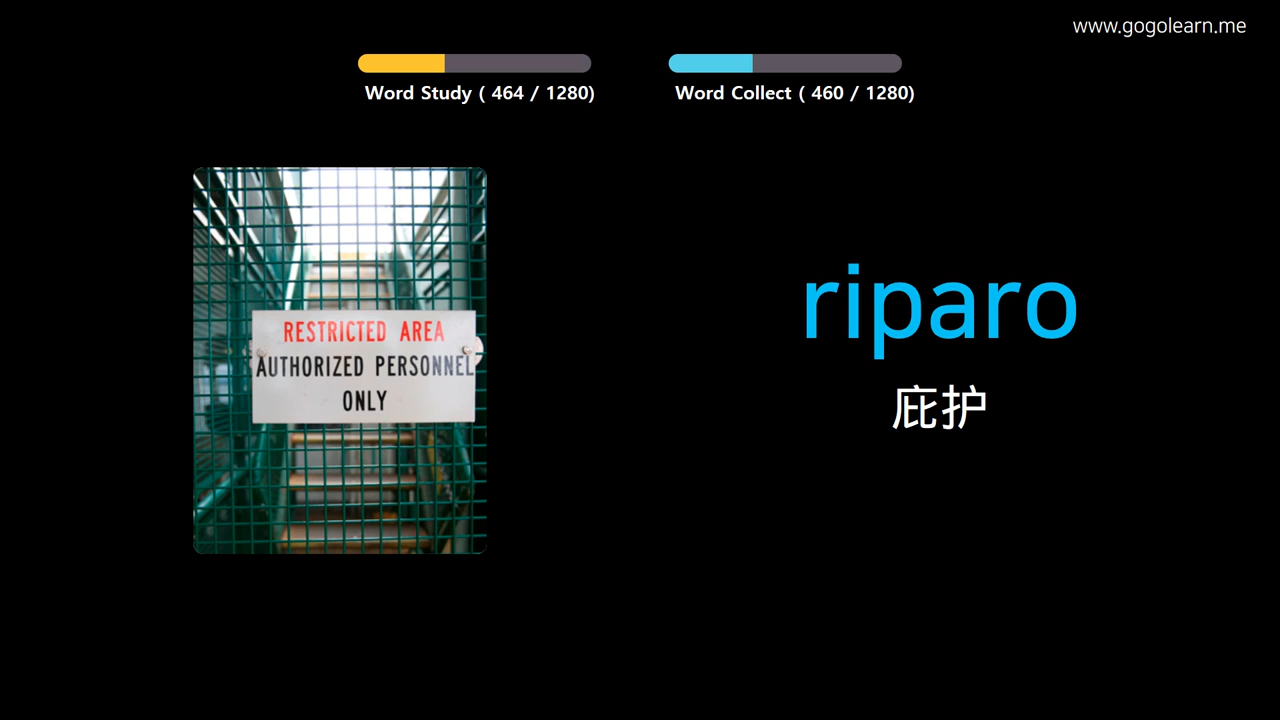 www.gogolearn.me
Word Study ( 464 / 1280)
Word Collect ( 460 / 1280)
RESTRICTED AREA
AUTHORIZED PERSONNEL
ONLY
riparo
庇护